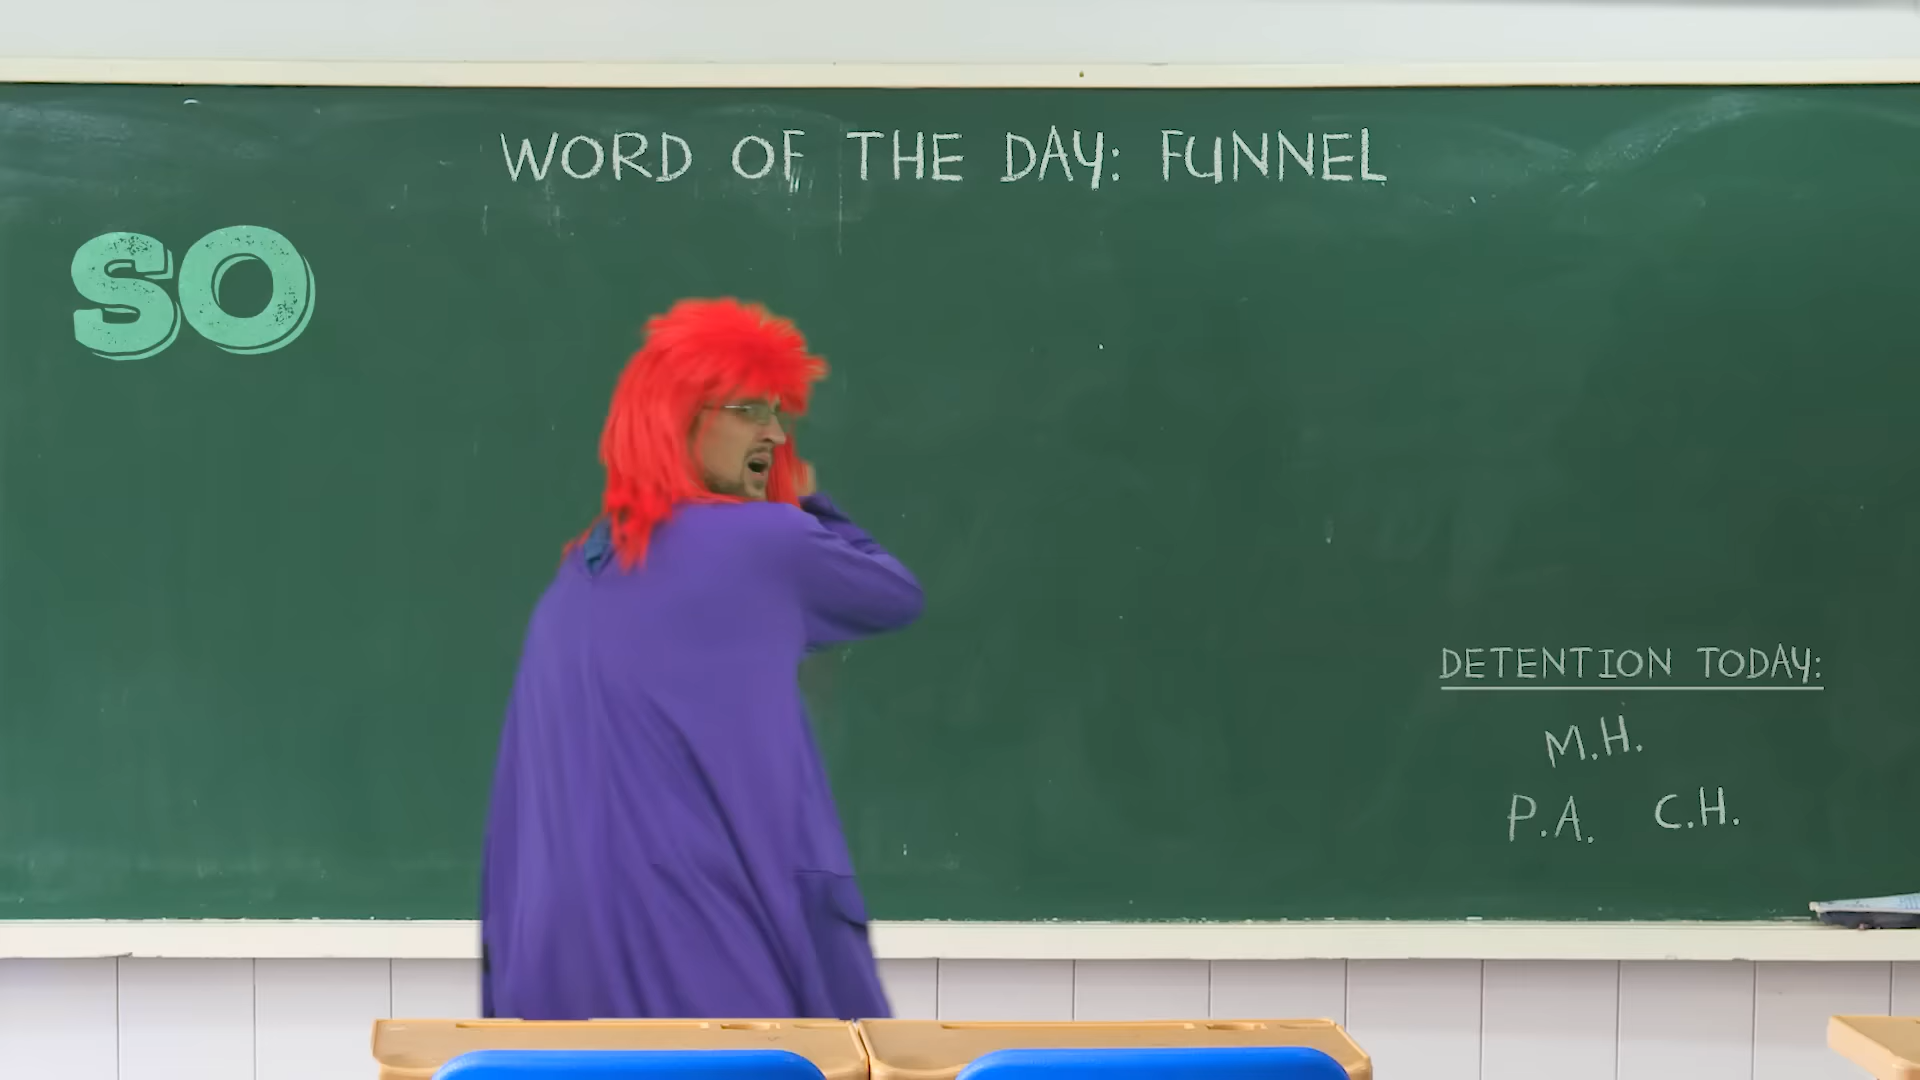 WORD OF THE DAY: FUNNEL
SO
DETENTION TODAY:
M.H.
P.A. C.H.